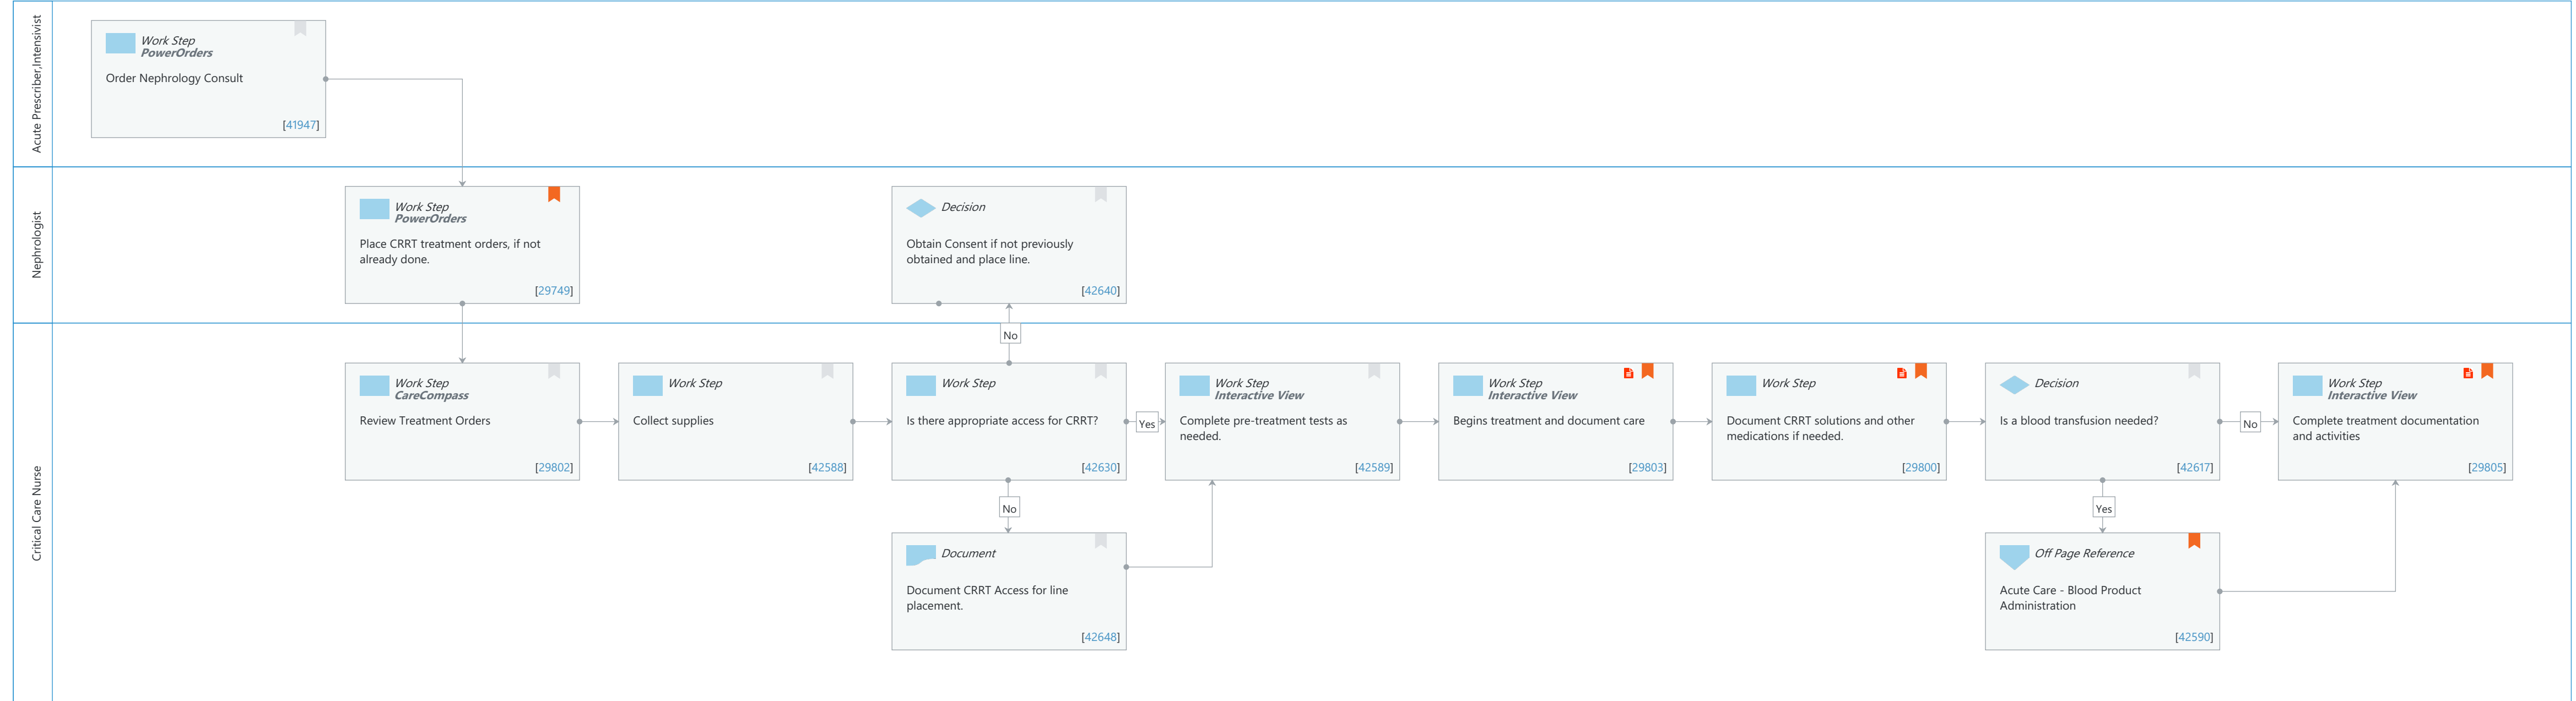 Acute Prescriber,Intensivist
Work Step
PowerOrders
Order Nephrology Consult
[41947]
Nephrologist
Work Step
PowerOrders
Place CRRT treatment orders, if not
already done.
[29749]
Decision
Obtain Consent if not previously
obtained and place line.
[42640]
No
Critical Care Nurse
Work Step
CareCompass
Review Treatment Orders
[29802]
Work Step
Collect supplies
[42588]
Work Step
Is there appropriate access for CRRT?
[42630]
Yes
Work Step
Interactive View
Complete pre-treatment tests as
needed.
[42589]
Work Step
Interactive View
Begins treatment and document care
[29803]
Work Step
Document CRRT solutions and other
medications if needed.
[29800]
Decision
Is a blood transfusion needed?
[42617]
No
Work Step
Interactive View
Complete treatment documentation
and activities
[29805]
No
Document
Document CRRT Access for line
placement.
[42648]
Yes
Off Page Reference
Acute Care - Blood Product
Administration
[42590]